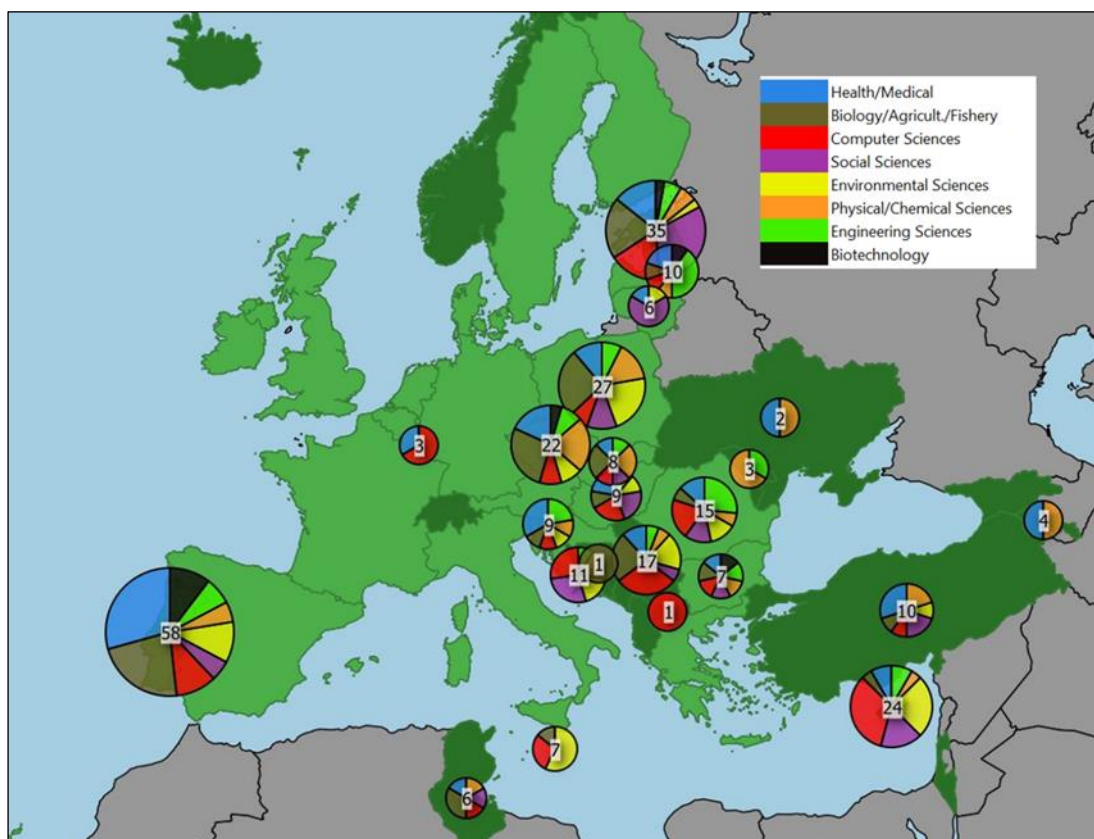 Health/Medical
Biology/Agricult./Fishery
Computer Sciences
Social Sciences
Environmental Sciences
Physical/Chemical Sciences
Engineering Sciences
Biotechnology
35
10
6
27
2
22
3
8
3
9
15
9
4
17
1
11
7
1
10
58
24
7
6